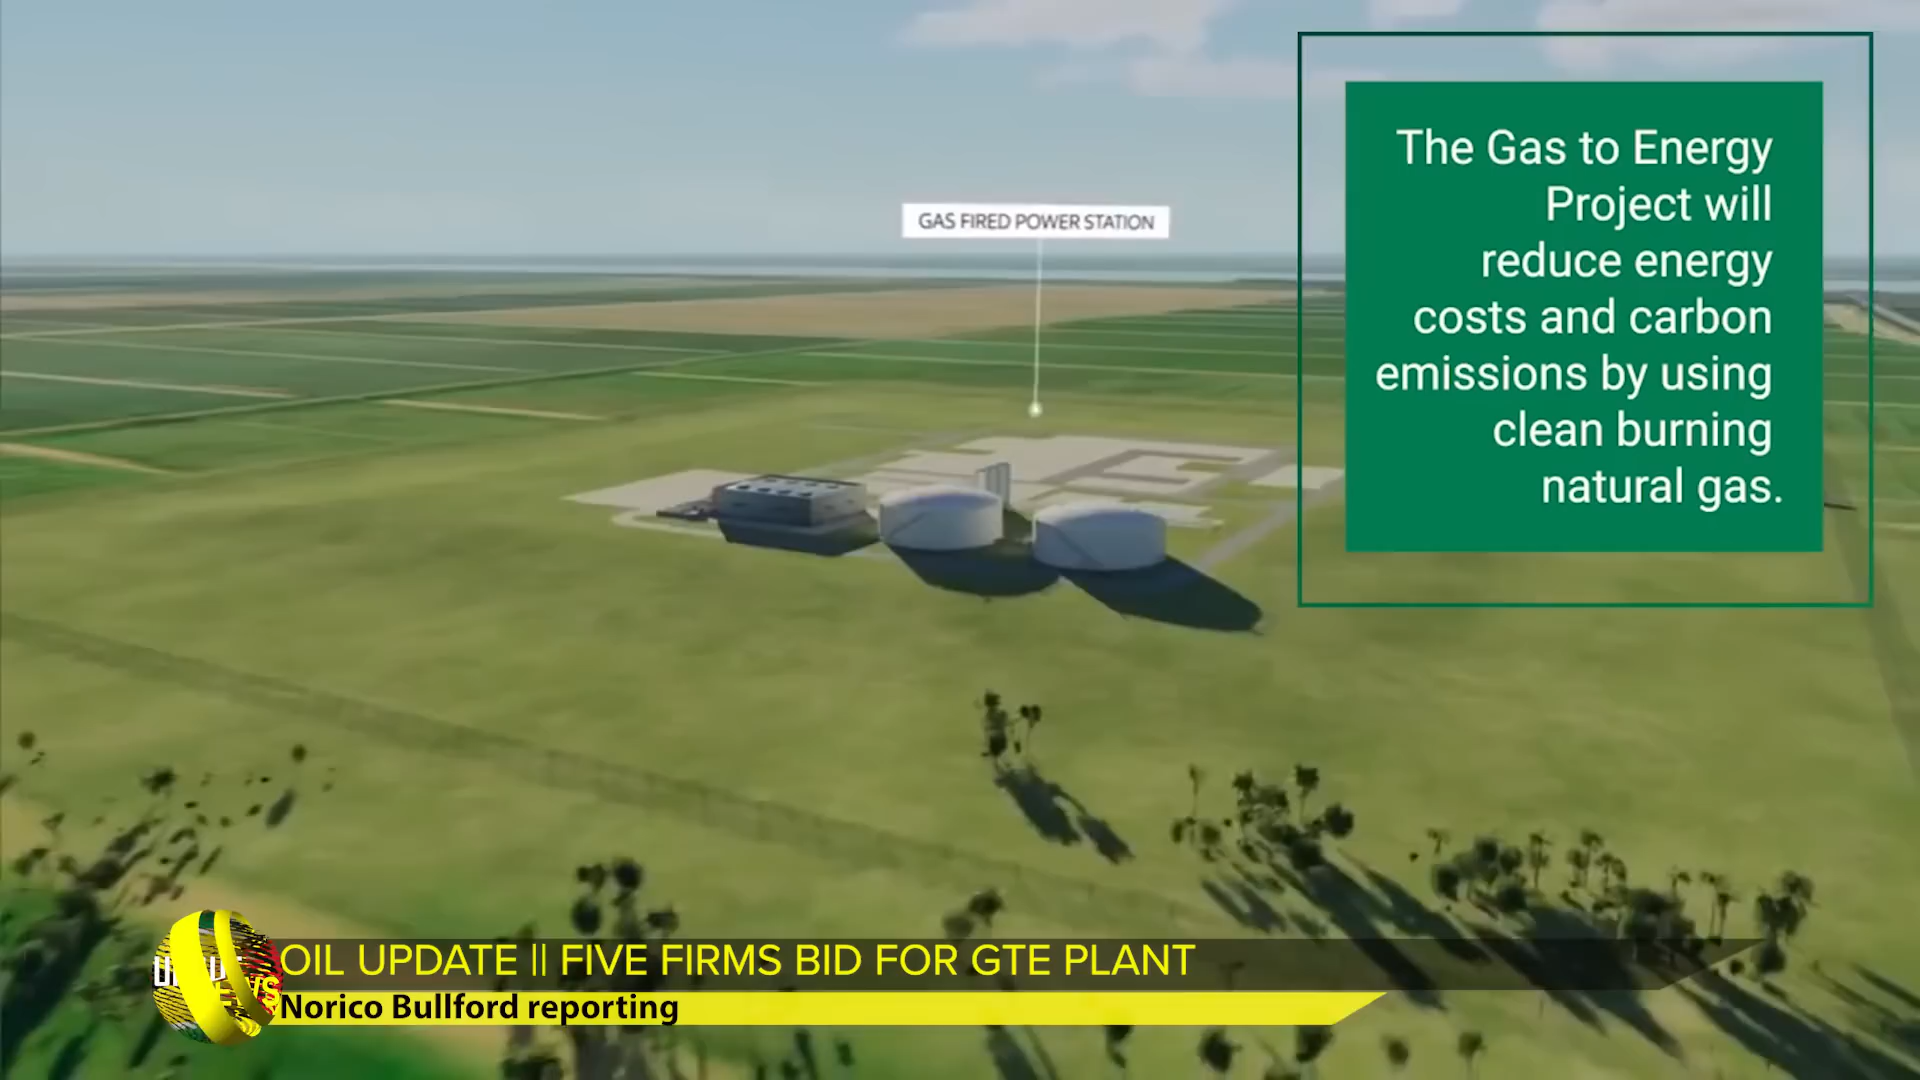 The Gas to Energy
Project will
reduce energy
costs and carbon
emissions by using
clean burning
natural gas.
GAS FIRED POWER STATION
OIL UPDATE || FIVE FIRMS BID FOR GTE PLANT
Norico Bullford reporting